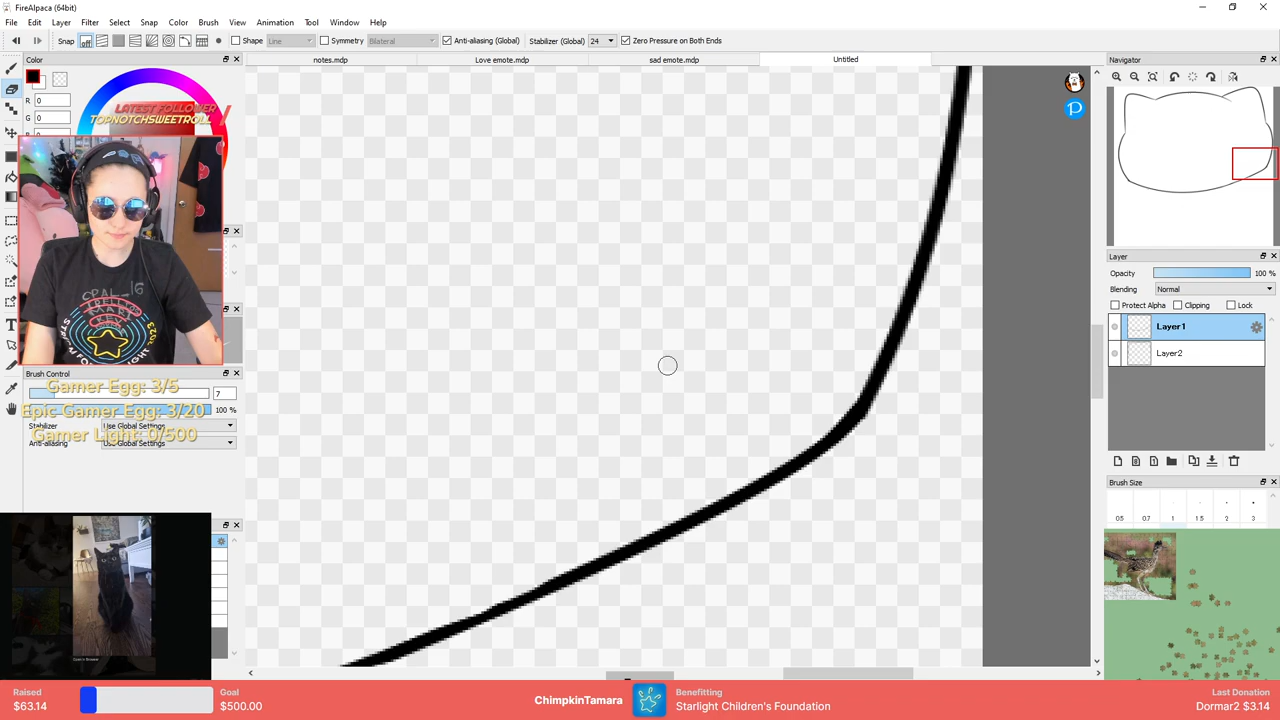 FireAlpaca (64bit)
File Edit Layer Filter Select Snap Color Brush View Animation Tool Window Help
Snap off Shape Line Symmetry Bilateral Anti-aliasing (Global) Stabilizer (Global) 24 Zero Pressure on Both Ends
Color
notes.mdp Love emote.mdp sad emote.mdp Untitled
Navigator
R 0
G 0
LATEST FOLLOWER
TOPNOTCHSWEETROLL
Layer
Opacity 100 %
Blending Normal
Protect Alpha Clipping Lock
Layer1
Layer2
Brush Control
7
100 %
Gamer Egg: 3/5
Epic Gamer Egg: 3/20
Gamer Light: 0/500
Stabilizer Use Global Settings
Anti-aliasing Use Global Settings
Brush Size
0.5 0.7 1 1.5 2 3
Raised
$63.14
Goal
$500.00
ChimpkinTamara
Benefitting
Starlight Children's Foundation
Last Donation
Dormar2 $3.14